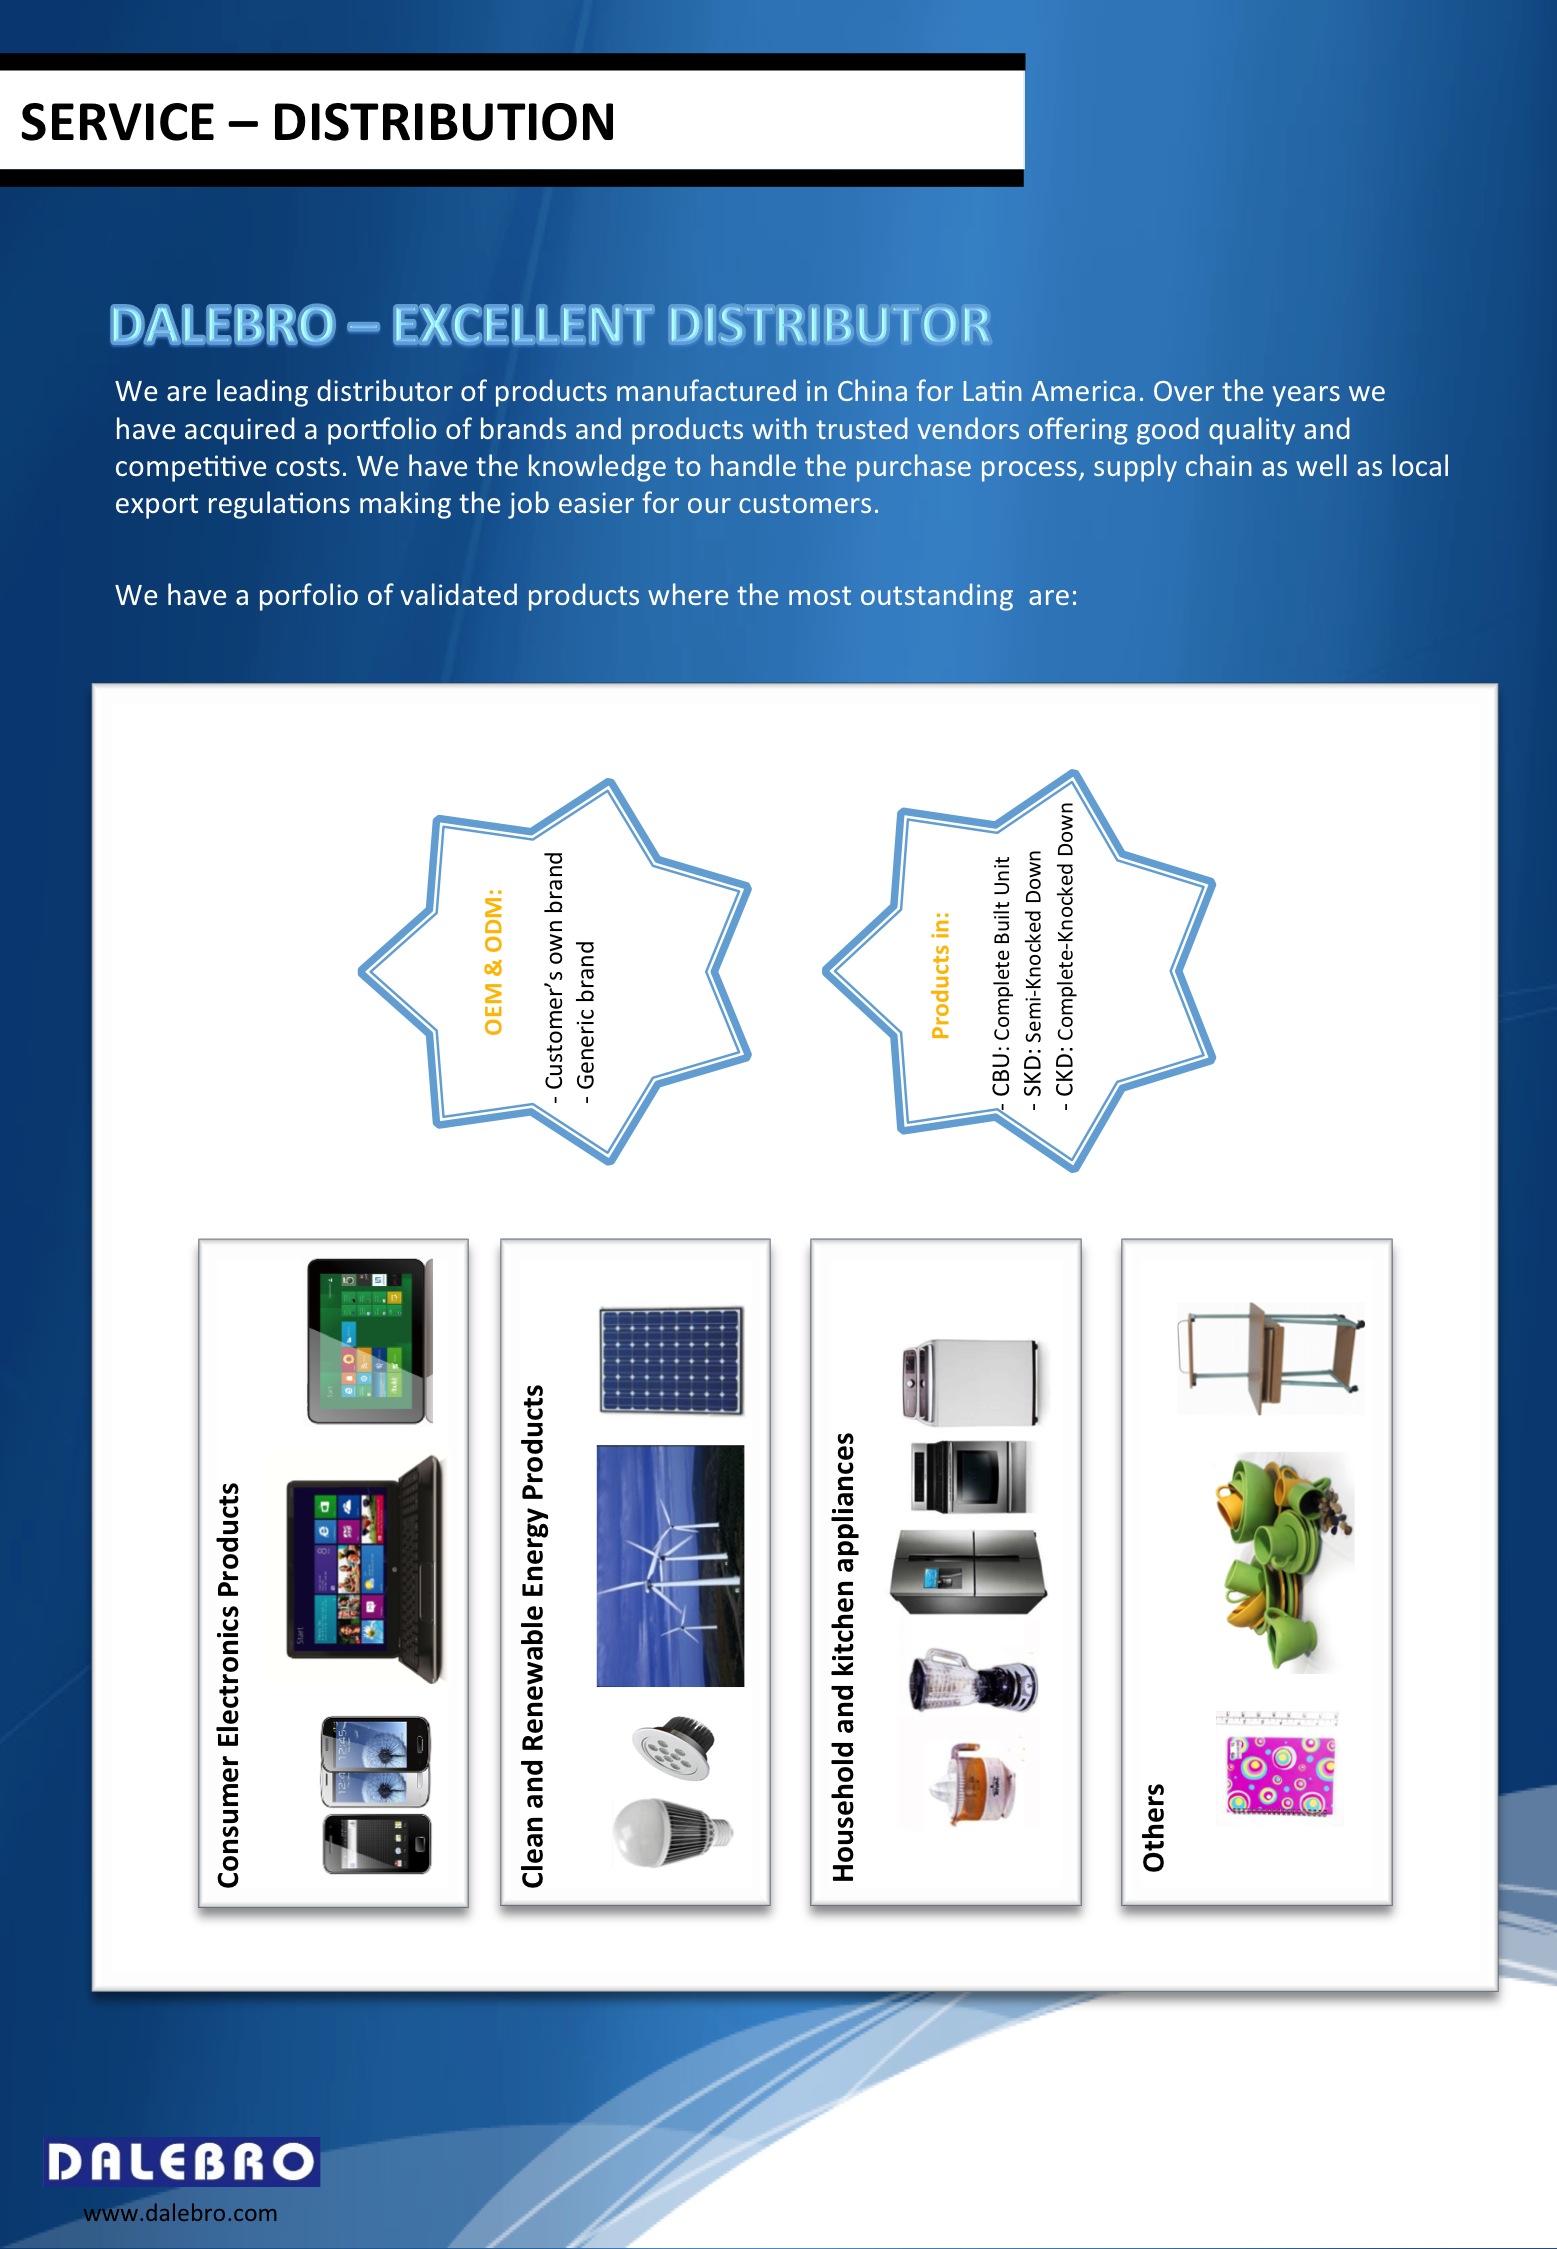 SERVICE – DISTRIBUTION
DALEBRO – EXCELLENT DISTRIBUTOR
We are leading distributor of products manufactured in China for Latin America. Over the years we
have acquired a portfolio of brands and products with trusted vendors offering good quality and
competitive costs. We have the knowledge to handle the purchase process, supply chain as well as local
export regulations making the job easier for our customers.
We have a porfolio of validated products where the most outstanding  are:
OEM & ODM:
- Customer’s own brand
- Generic brand
Products in:
- CBU: Complete Built Unit
- SKD: Semi-Knocked Down
- CKD: Complete-Knocked Down
Consumer Electronics Products
Start
Start
Clean and Renewable Energy Products
Household and kitchen appliances
Others
DALEBRO
www.dalebro.com